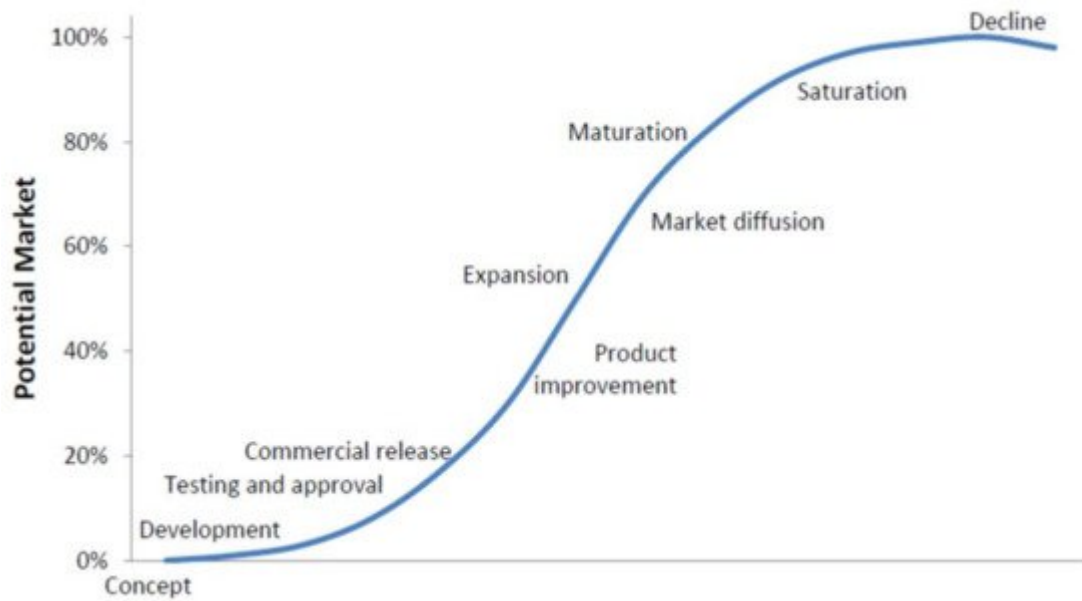 Decline
100%
Saturation
Maturation
80%
Market diffusion
60%
Expansion
Potential Market
40%
Product
improvement
Commercial release
20%
Testing and approval
Development
0%
Concept